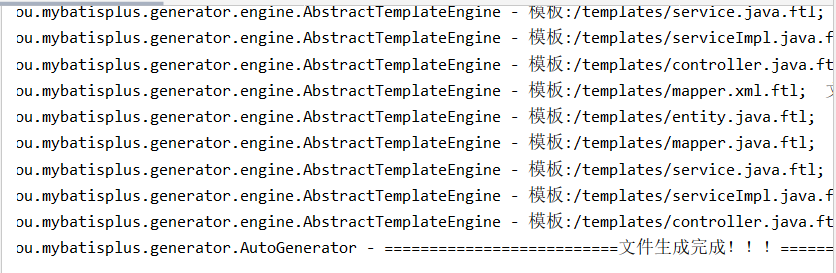 ou.mybatisplus.generator.engine.AbstractTemplateEngine - 模板:/templates/service.java.ftl;
ou.mybatisplus.generator.engine.AbstractTemplateEngine - 模板:/templates/serviceImpl.java.f
ou.mybatisplus.generator.engine.AbstractTemplateEngine - 模板:/templates/controller.java.ft
ou.mybatisplus.generator.engine.AbstractTemplateEngine - 模板:/templates/mapper.xml.ftl;
ou.mybatisplus.generator.engine.AbstractTemplateEngine - 模板:/templates/entity.java.ftl;
ou.mybatisplus.generator.engine.AbstractTemplateEngine - 模板:/templates/mapper.java.ftl;
ou.mybatisplus.generator.engine.AbstractTemplateEngine - 模板:/templates/service.java.ftl;
ou.mybatisplus.generator.engine.AbstractTemplateEngine - 模板:/templates/serviceImpl.java.f
ou.mybatisplus.generator.engine.AbstractTemplateEngine - 模板:/templates/controller.java.ft
ou.mybatisplus.generator.AutoGenerator - ==========================文件生成完成！！！======